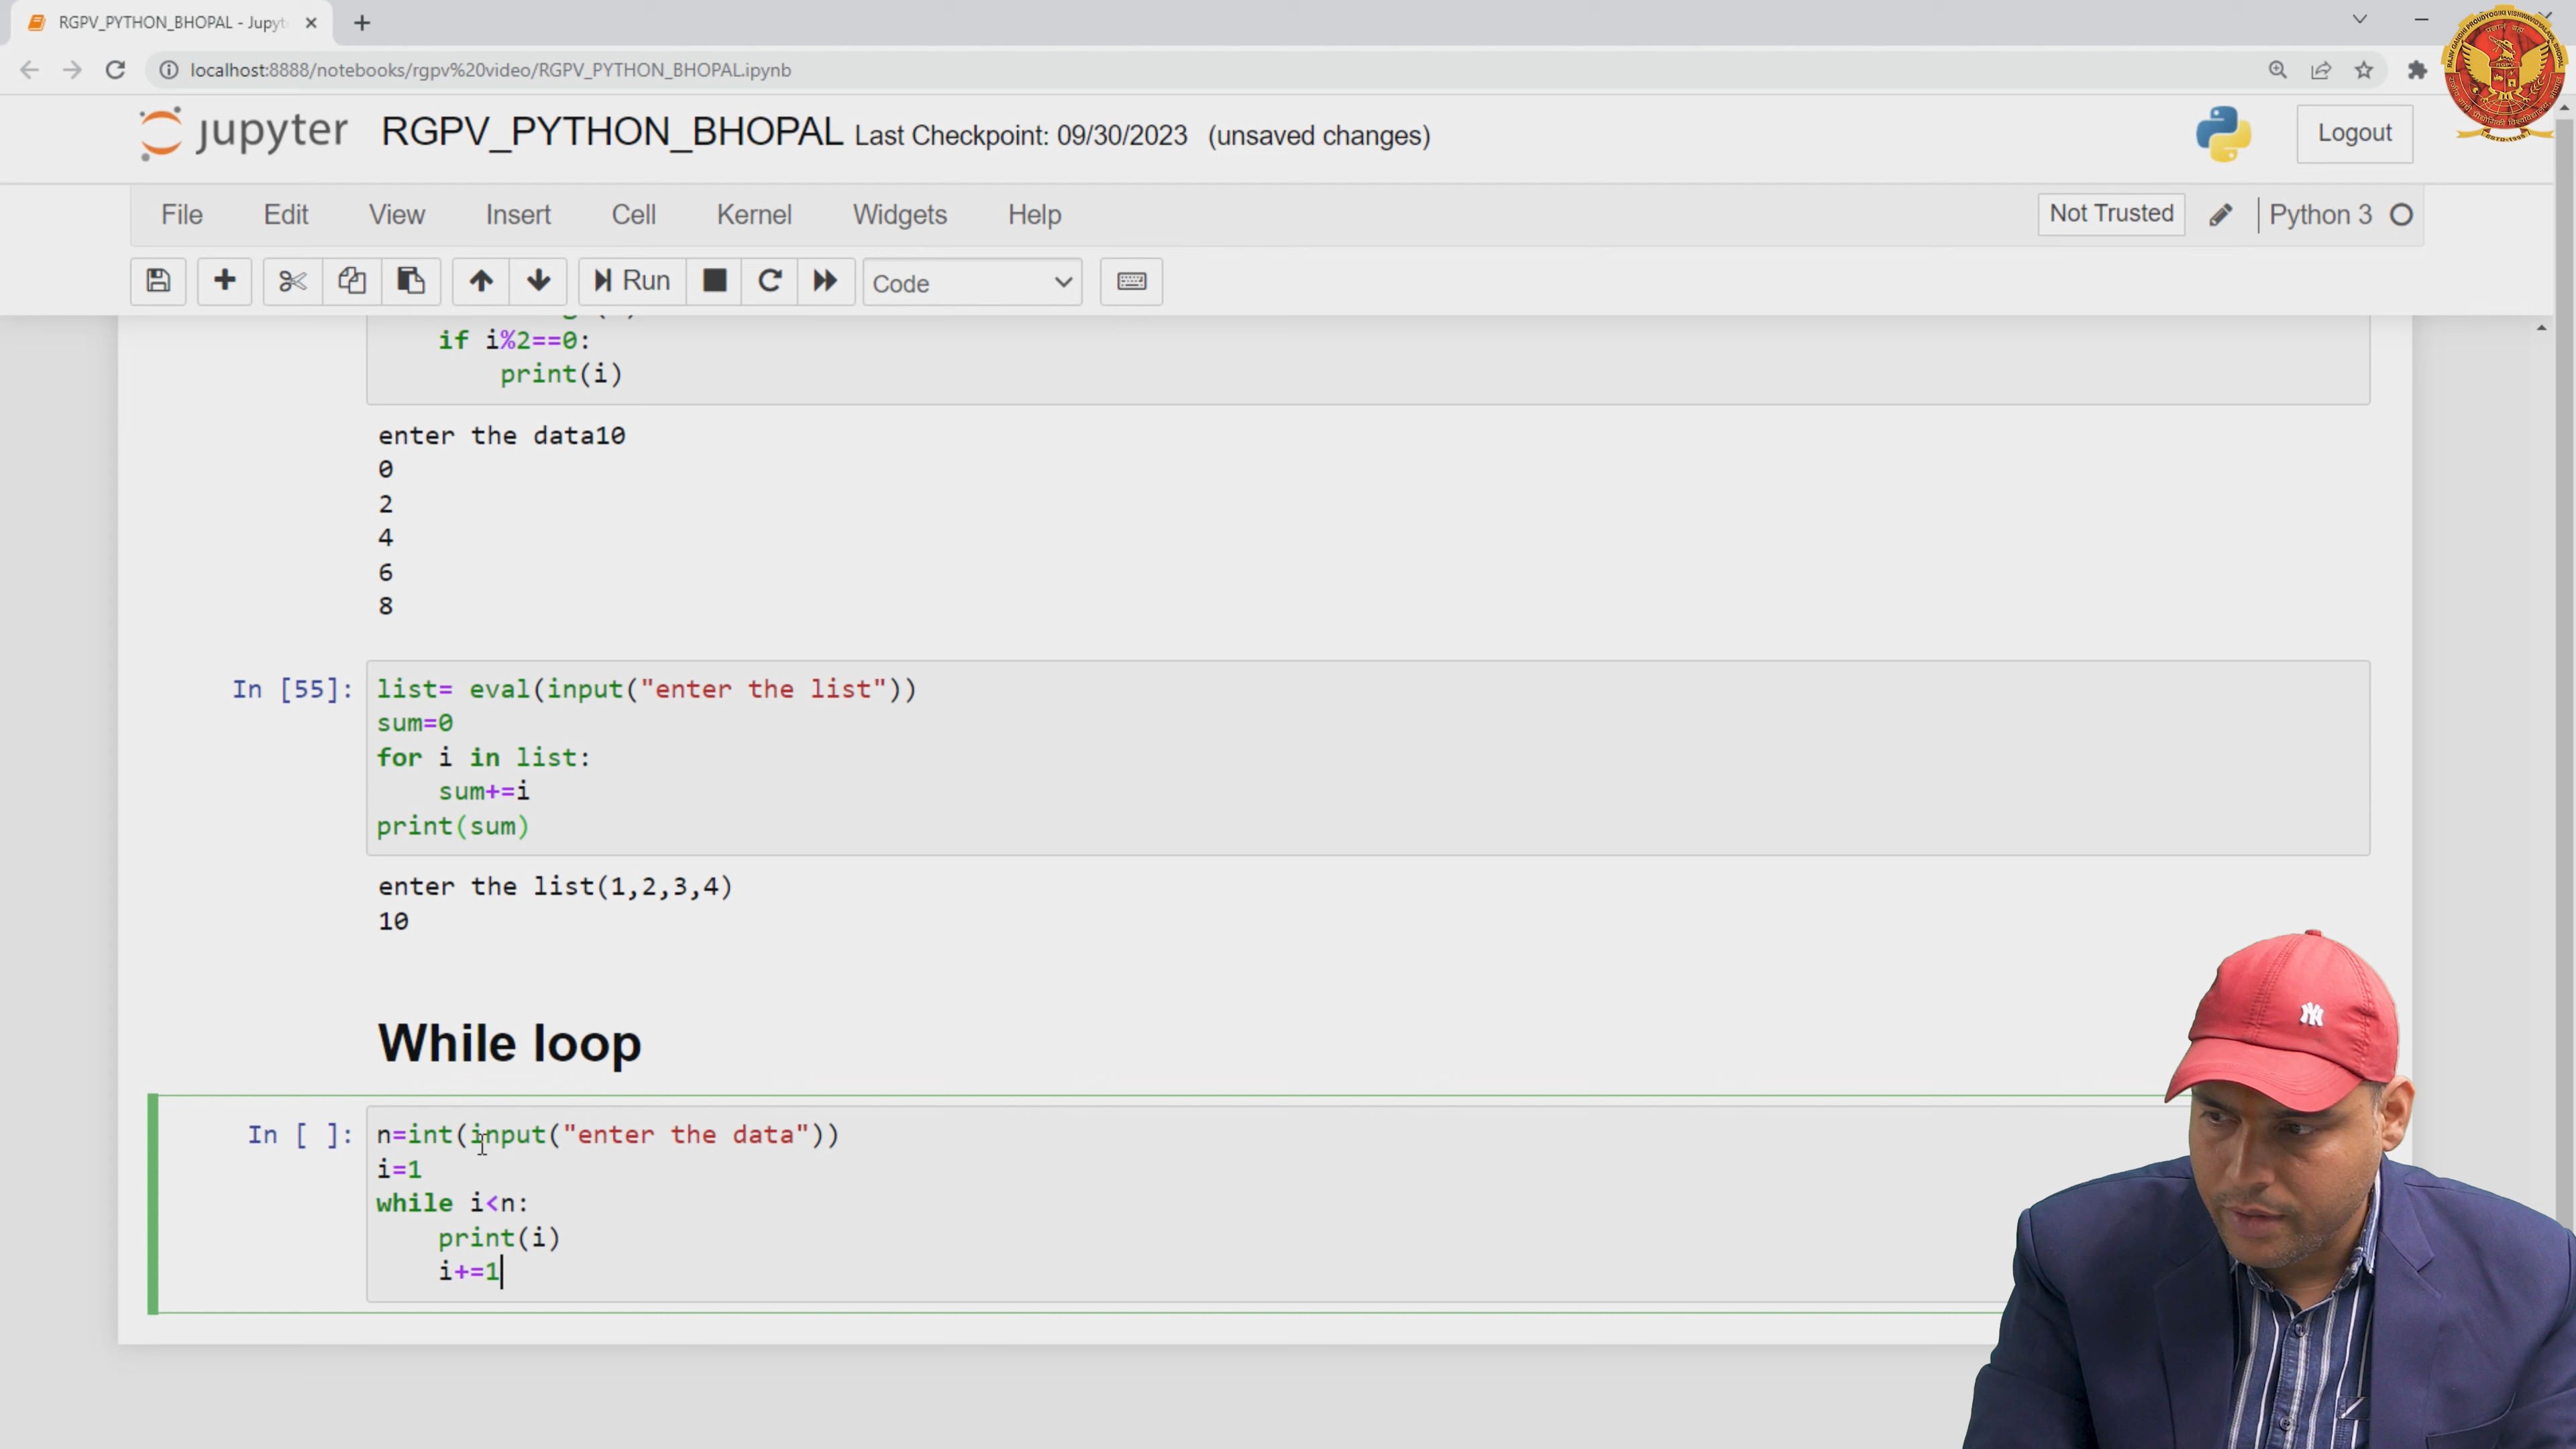 RGPV_PYTHON_BHOPAL - Jupyt
localhost:8888/notebooks/rgpv%20video/RGPV_PYTHON_BHOPAL.ipynb
jupyter RGPV_PYTHON_BHOPAL Last Checkpoint: 09/30/2023 (unsaved changes)
Logout
File Edit View Insert Cell Kernel Widgets Help
Not Trusted Python 3
Run Code
if i%2==0:
print(i)
enter the data10
0
2
4
6
8
In [55]: list= eval(input("enter the list"))
sum=0
for i in list:
sum+=i
print(sum)
enter the list(1,2,3,4)
10
While loop
In [ ]: n=int(input("enter the data"))
i=1
while i<n:
print(i)
i+=1